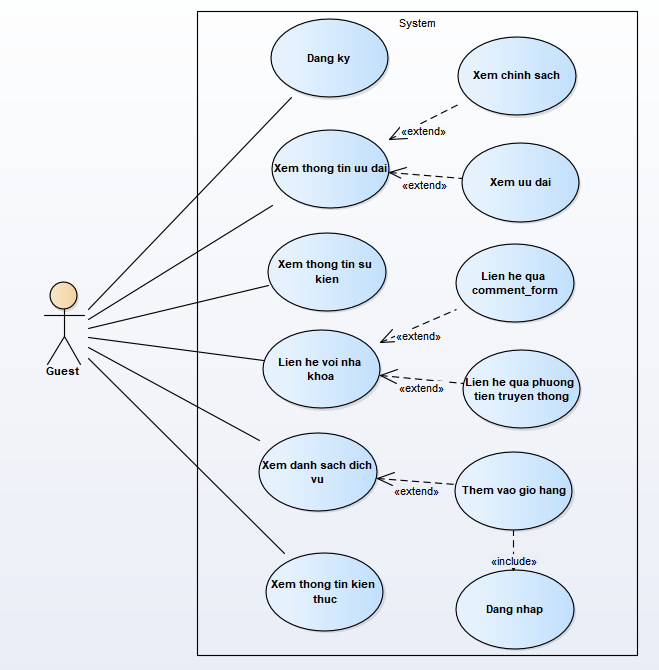 System
Dang ky
Xem chinh sach
«extend»
Xem thong tin uu dai
Xem uu dai
«extend»
Xem thong tin su
kien
Lien he qua
comment_form
«extend»
Guest
Lien he voi nha
khoa
Lien he qua phuong
tien truyen thong
«extend»
Xem danh sach dich
vu
Them vao gio hang
«extend»
«include»
Xem thong tin kien
thuc
Dang nhap